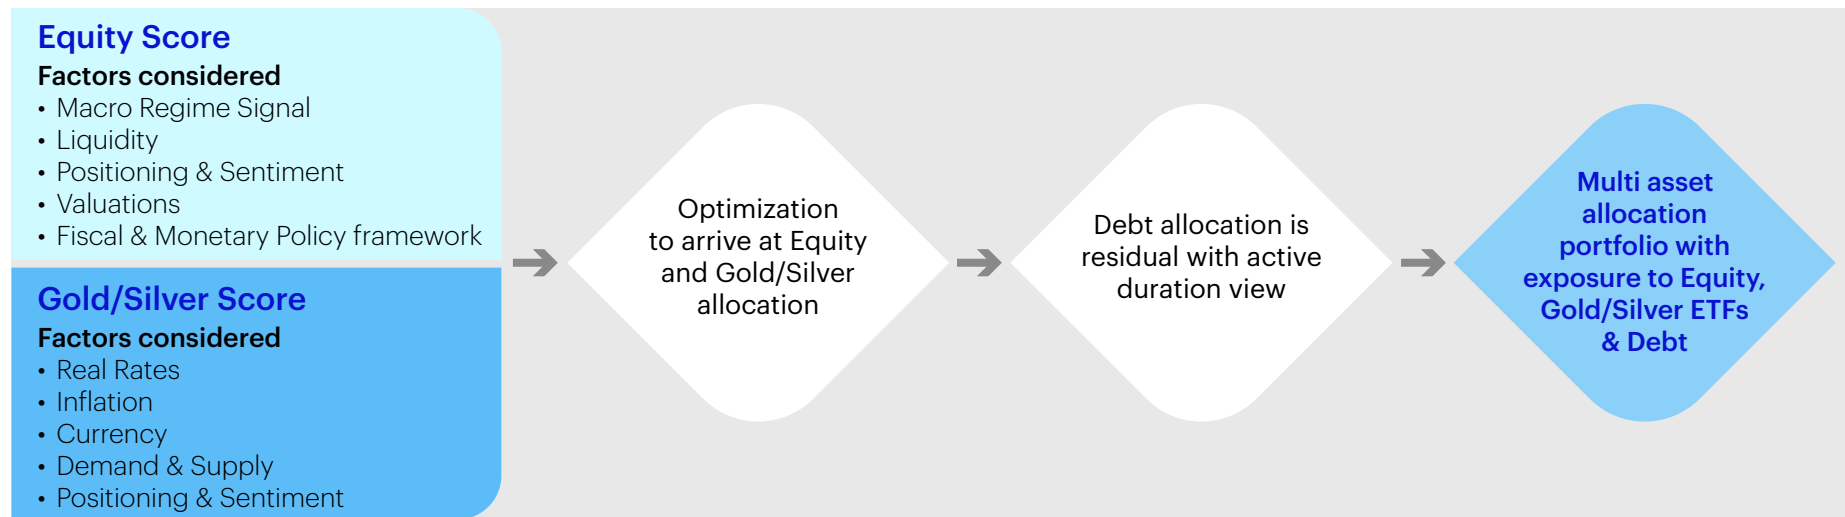 Equity Score
Factors considered
• Macro Regime Signal
• Liquidity
• Positioning & Sentiment
• Valuations
• Fiscal & Monetary Policy framework
Gold/Silver Score
Factors considered
• Real Rates
• Inflation
• Currency
• Demand & Supply
• Positioning & Sentiment
Optimization
to arrive at Equity
and Gold/Silver
allocation
Debt allocation is
residual with active
duration view
Multi asset
allocation
portfolio with
exposure to Equity,
Gold/Silver ETFs
& Debt